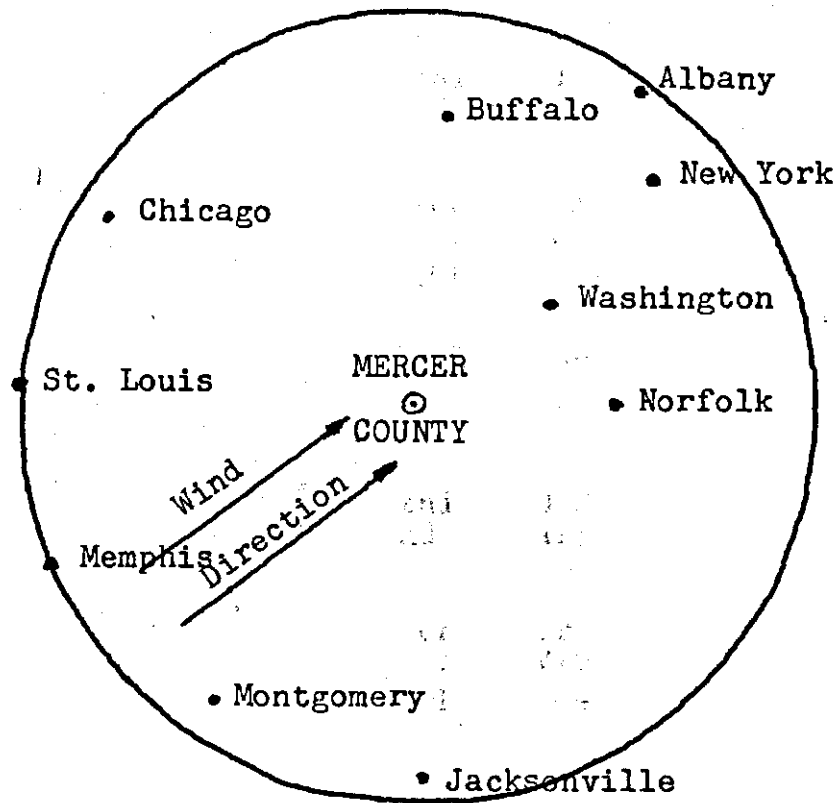 Albany
Buffalo
New York
Chicago
Washington
St. Louis
MERCER
COUNTY
Norfolk
Wind
Direction
Memphis
Montgomery
Jacksonville